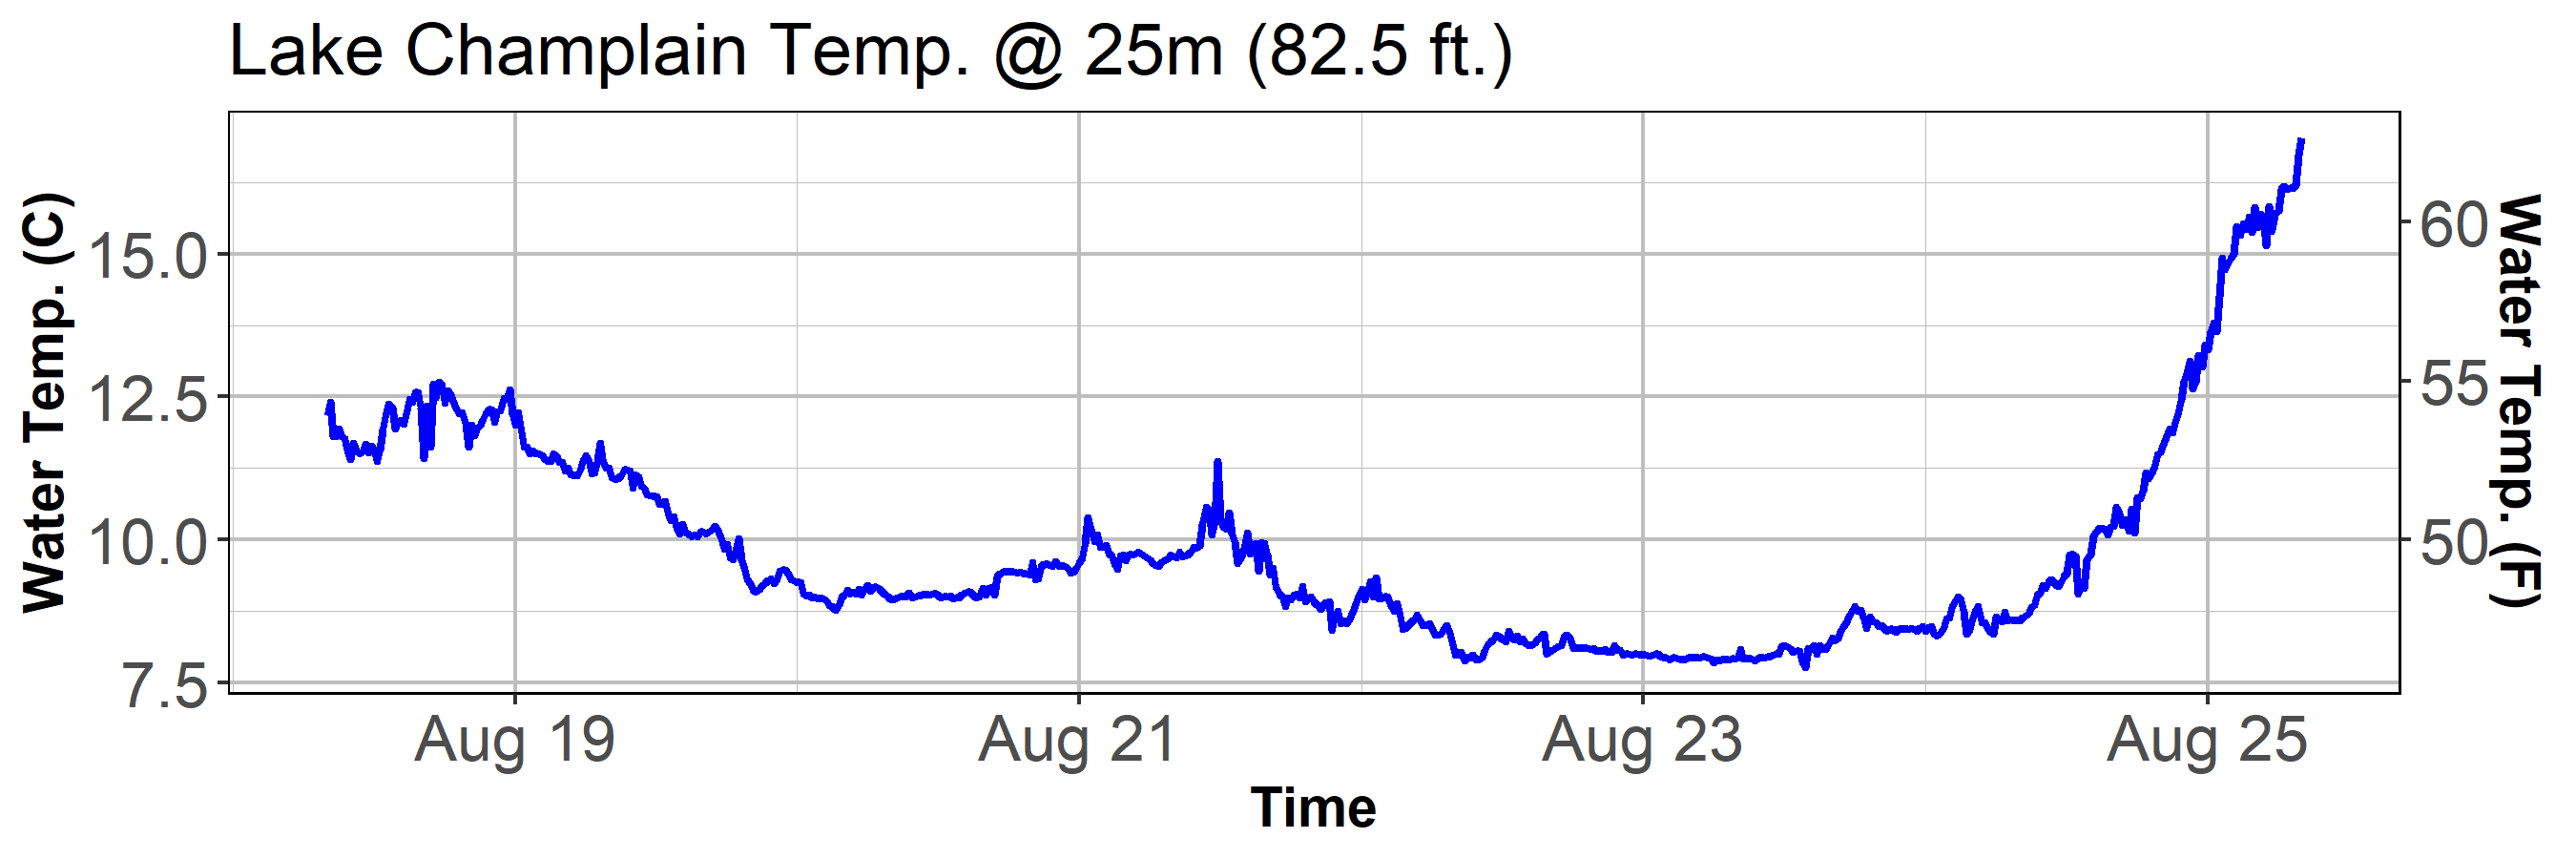 Lake Champlain Temp. @ 25m (82.5 ft.)
Water Temp. (C)
15.0
12.5
10.0
7.5
60
55
50
Water Temp. (F)
Aug 19 Aug 21 Aug 23 Aug 25
Time